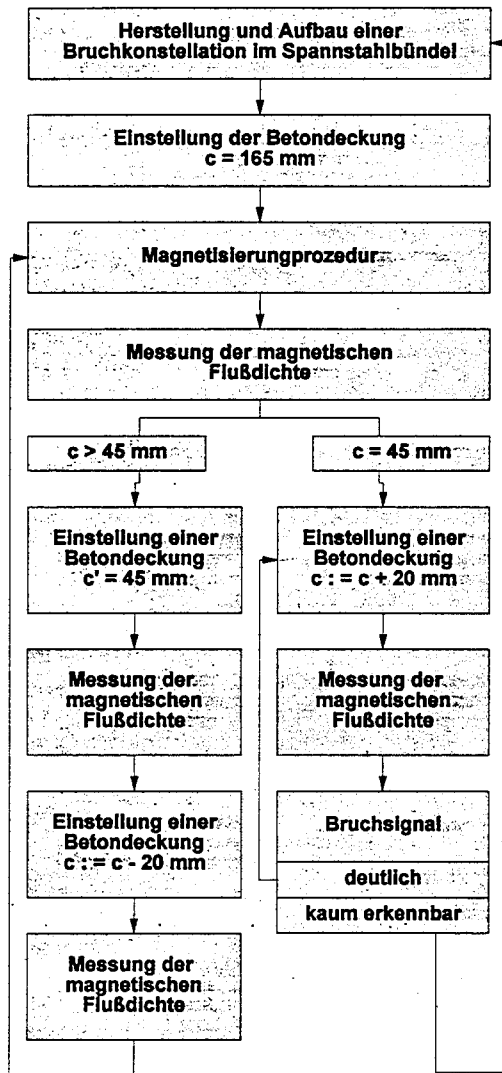 Herstellung und Aufbau einer
Bruchkonstellation im Spannstahlbündel
Einstellung der Betondeckung
c = 165 mm
Magnetisierungprozedur
Messung der magnetischen
Flußdichte
c > 45 mm
c = 45 mm
Einstellung einer
Betondeckung
c' = 45 mm
Messung der
magnetischen
Flußdichte
Einstellung einer
Betondeckung
c : = c - 20 mm
Messung der
magnetischen
Flußdichte
Einstellung einer
Betondeckung
c : = c + 20 mm
Messung der
magnetischen
Flußdichte
Bruchsignal
deutlich
kaum erkennbar